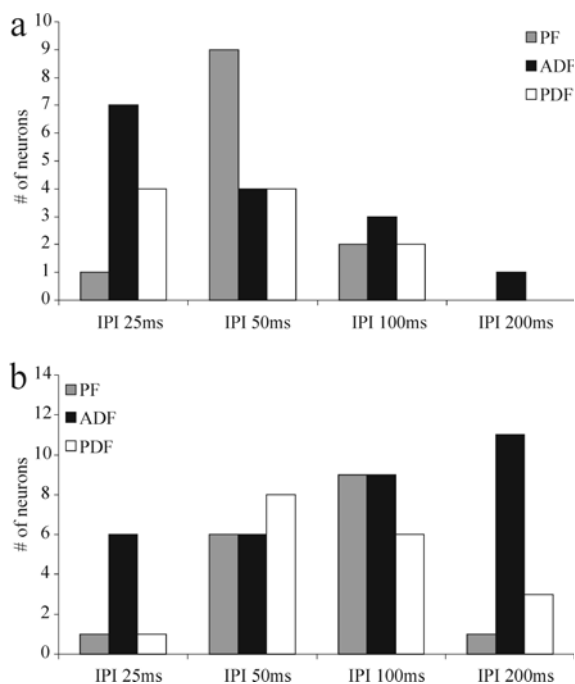 a
10
9
8
7
6
5
4
3
2
1
0
# of neurons
PF
ADF
PDF
IPI 25ms IPI 50ms IPI 100ms IPI 200ms
b
14
12
10
8
6
4
2
0
# of neurons
PF
ADF
PDF
IPI 25ms IPI 50ms IPI 100ms IPI 200ms